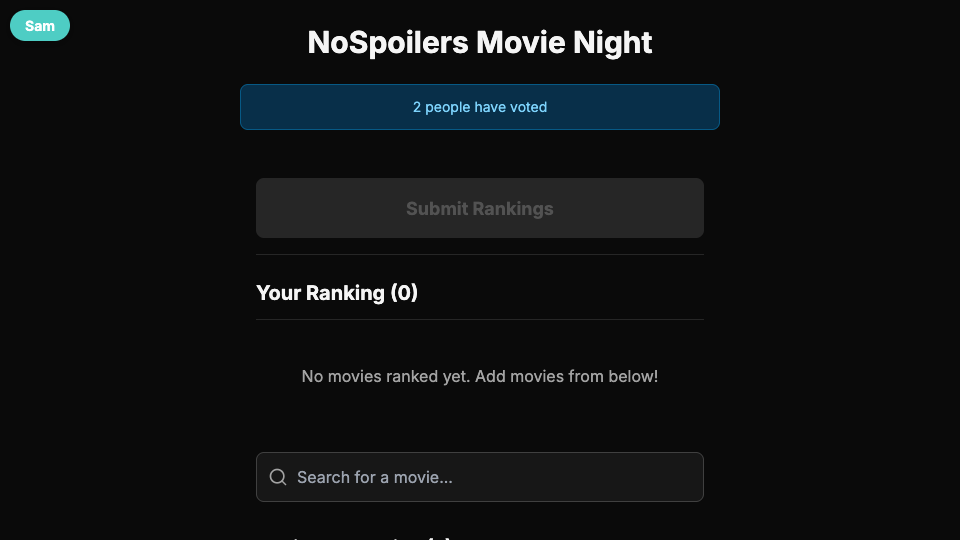 Sam
NoSpoilers Movie Night
2 people have voted
Submit Rankings
Your Ranking (0)
No movies ranked yet. Add movies from below!
Search for a movie...